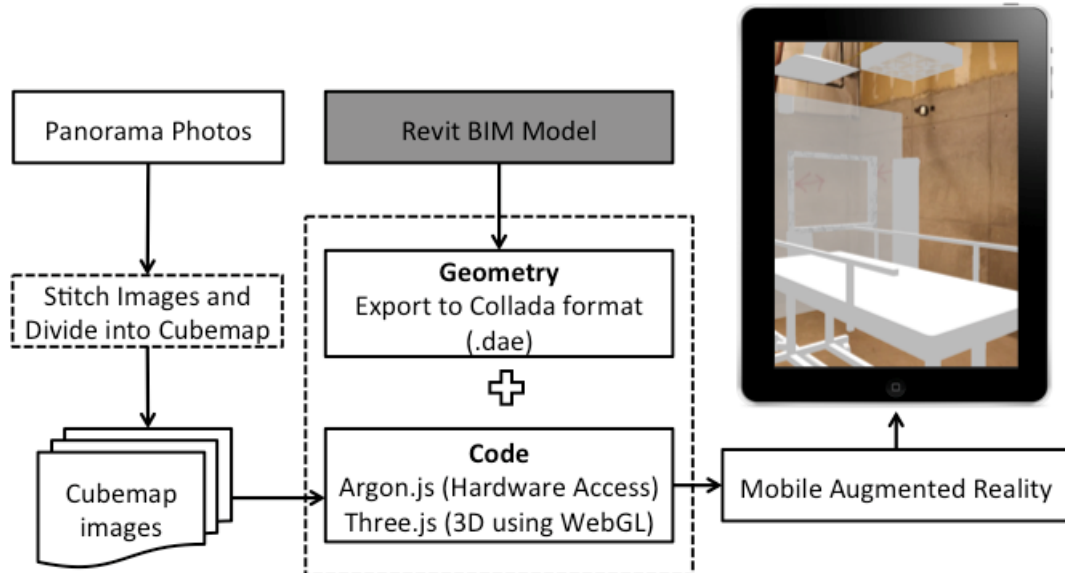 Panorama Photos
Revit BIM Model
Stitch Images and
Divide into Cubemap
Geometry
Export to Collada format
(.dae)
Cubemap
images
Code
Argon.js (Hardware Access)
Three.js (3D using WebGL)
Mobile Augmented Reality